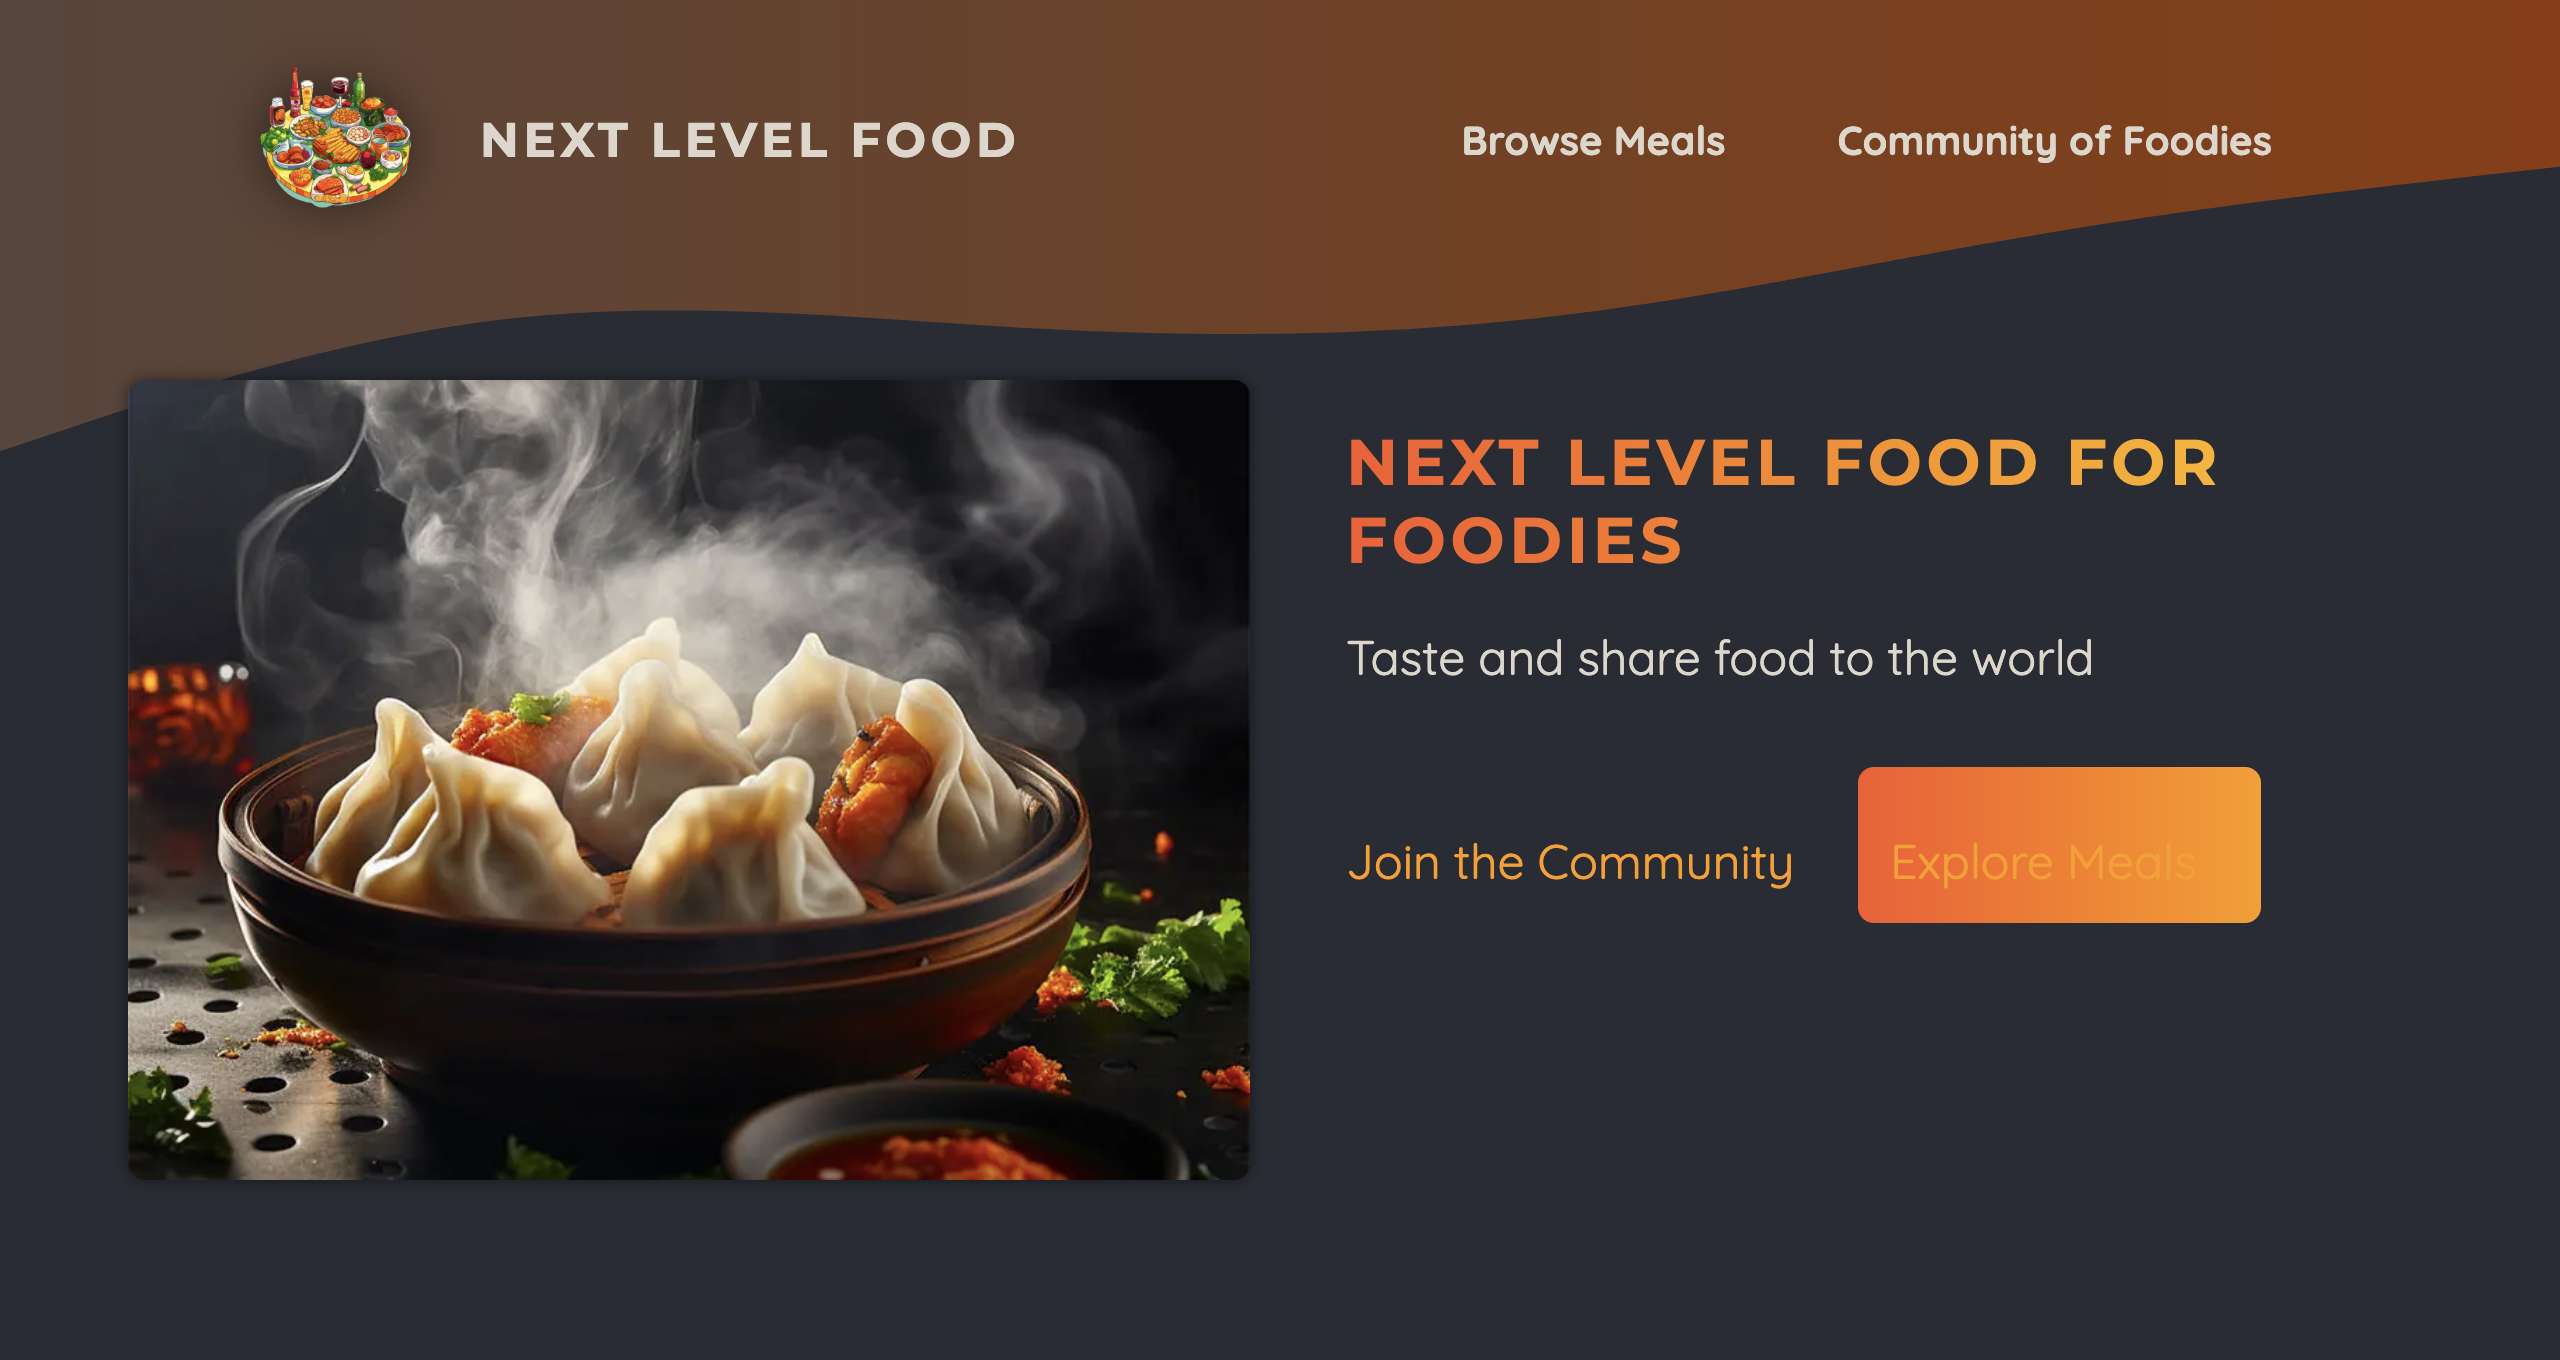 NEXT LEVEL FOOD
Browse Meals
Community of Foodies
NEXT LEVEL FOOD FOR
FOODIES
Taste and share food to the world
Join the Community
Explore Meals